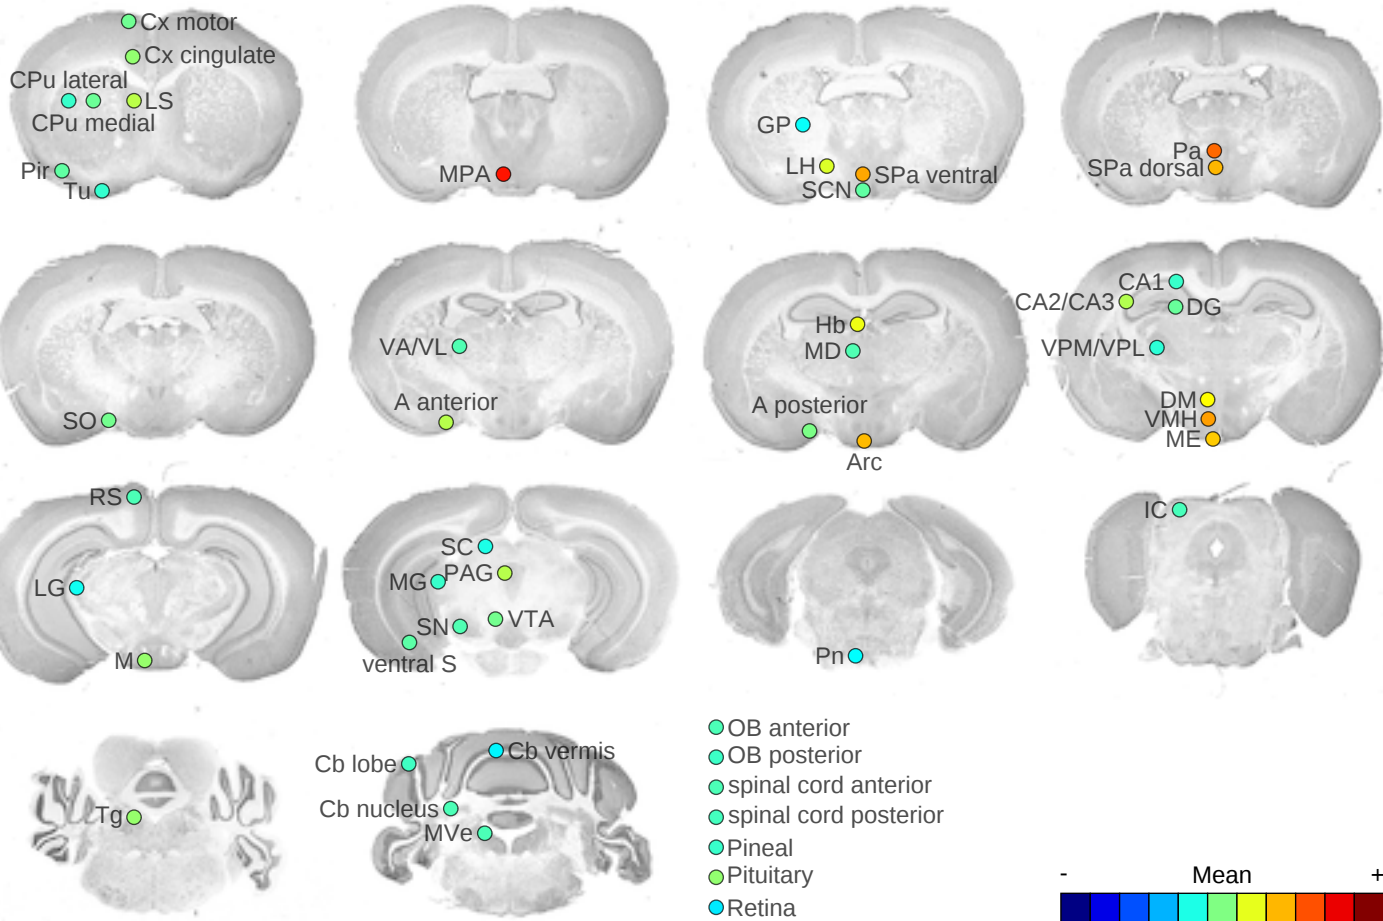 Cx motor
Cx cingulate
CPu lateral
LS
CPu medial
Pir
Tu
MPA
GP
LH
SPa ventral
SCN
Pa
SPa dorsal
SO
VA/VL
A anterior
Hb
MD
A posterior
Arc
CA1
CA2/CA3
DG
VPM/VPL
DM
VMH
ME
RS
LG
M
SC
MG
PAG
SN
VTA
ventral S
Pn
IC
Tg
Cb lobe
Cb vermis
Cb nucleus
MVe
OB anterior
OB posterior
spinal cord anterior
spinal cord posterior
Pineal
Pituitary
Retina
- Mean +